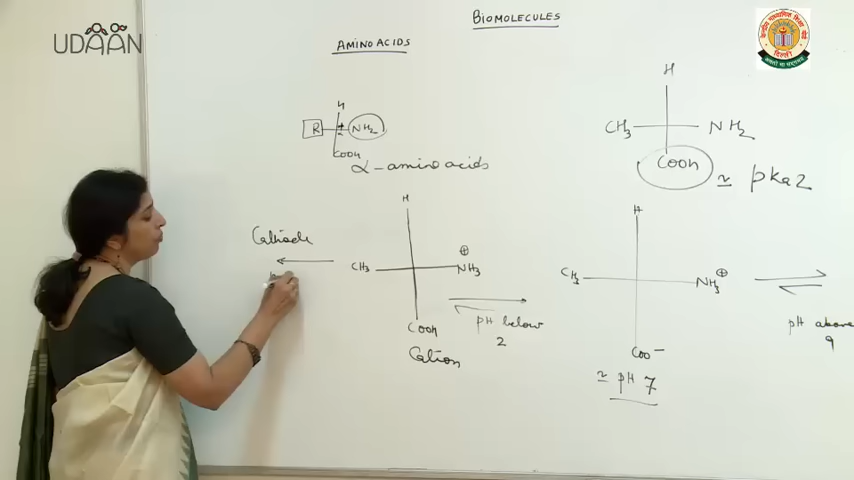 BIOMOLECULES
UDAAN
AMINO ACIDS
H
R
NH2
COOH
α-amino acids
H
CH3
NH2
COOH
≃ pka2
Cathode
H
CH3
⊕
NH3
COOH
Cation
pH below
2
H
CH3
NH3 ⊕
COO-
≃ pH 7
pH above
9